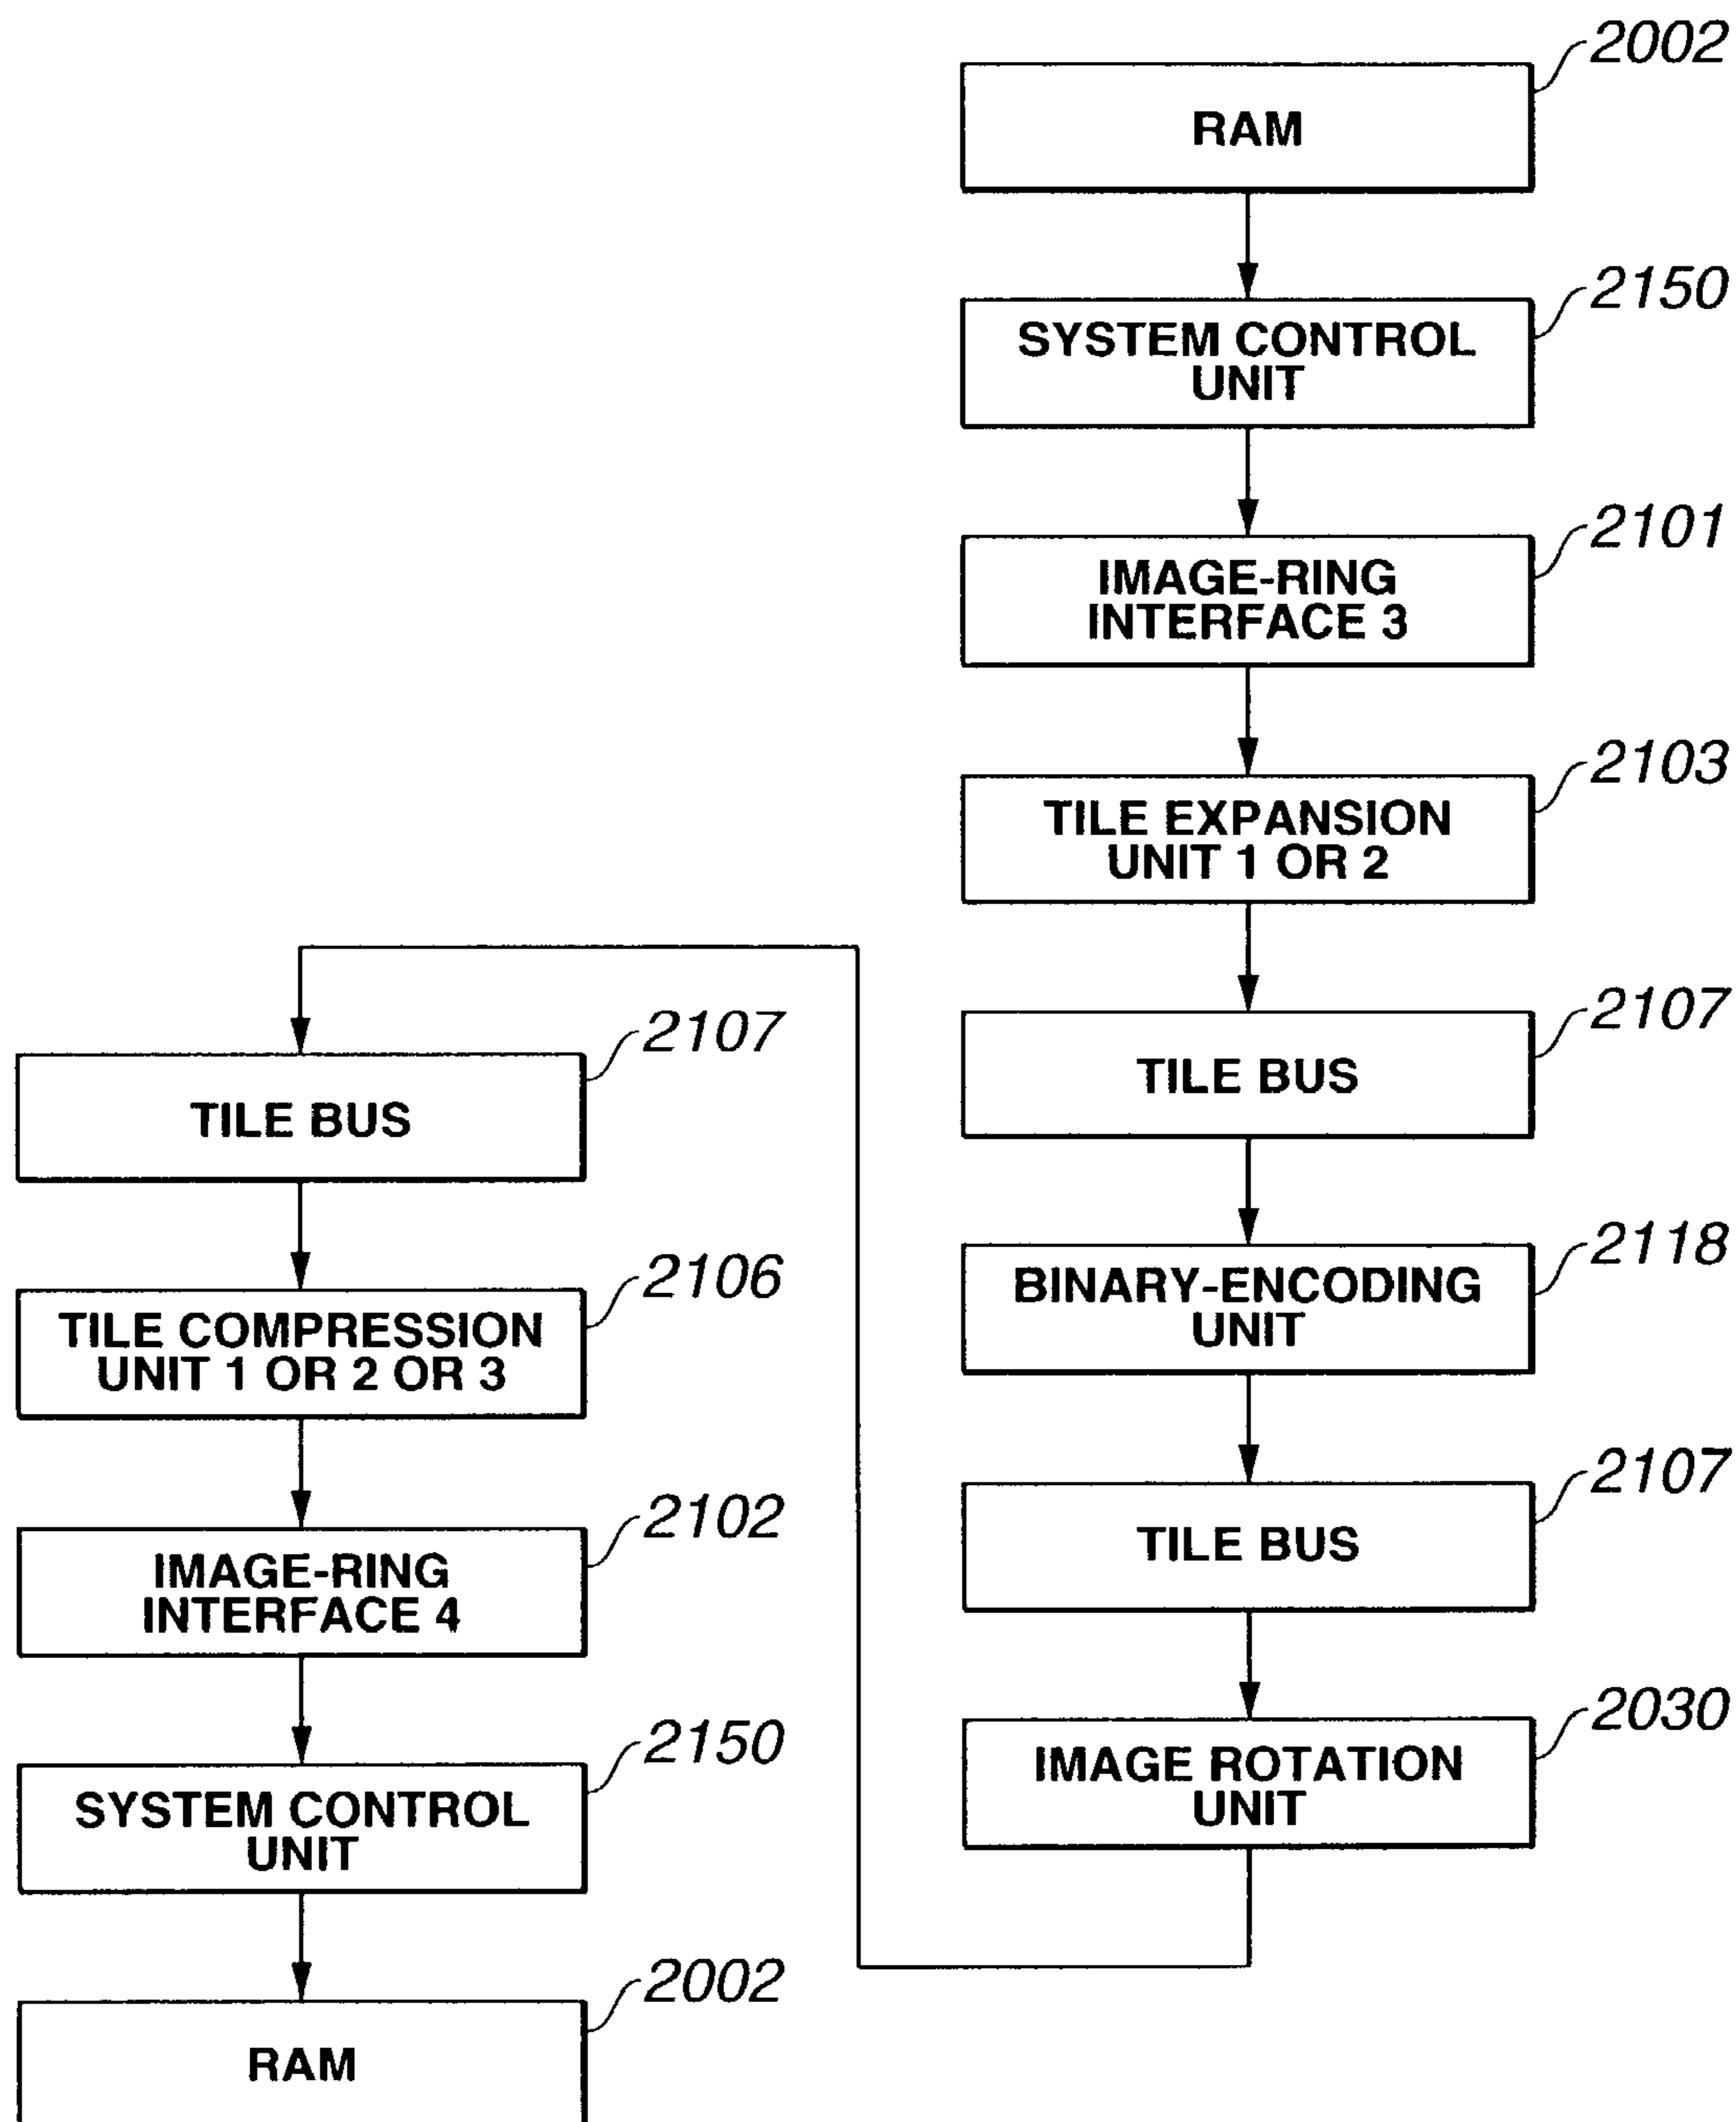 2002
RAM
2150
SYSTEM CONTROL
UNIT
2101
IMAGE-RING
INTERFACE 3
2103
TILE EXPANSION
UNIT 1 OR 2
2107
TILE BUS
2118
BINARY-ENCODING
UNIT
2107
TILE BUS
2030
IMAGE ROTATION
UNIT
2107
TILE BUS
2106
TILE COMPRESSION
UNIT 1 OR 2 OR 3
2102
IMAGE-RING
INTERFACE 4
2150
SYSTEM CONTROL
UNIT
2002
RAM